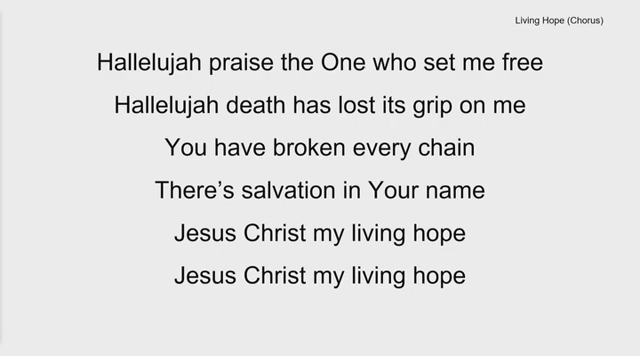 Living Hope (Chorus)
Hallelujah praise the One who set me free
Hallelujah death has lost its grip on me
You have broken every chain
There’s salvation in Your name
Jesus Christ my living hope
Jesus Christ my living hope